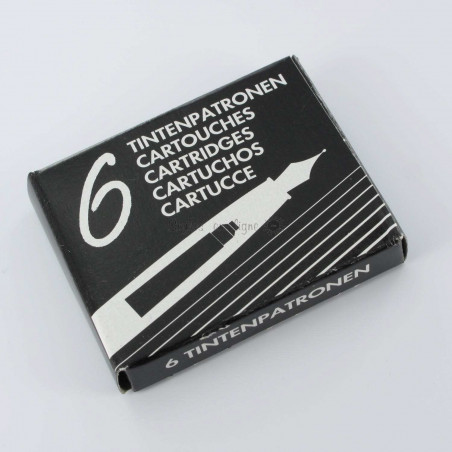 6
TINTENPATRONEN
CARTOUCHES
CARTRIDGES
CARTUCHOS
CARTUCCE
6 TINTENPATRONEN